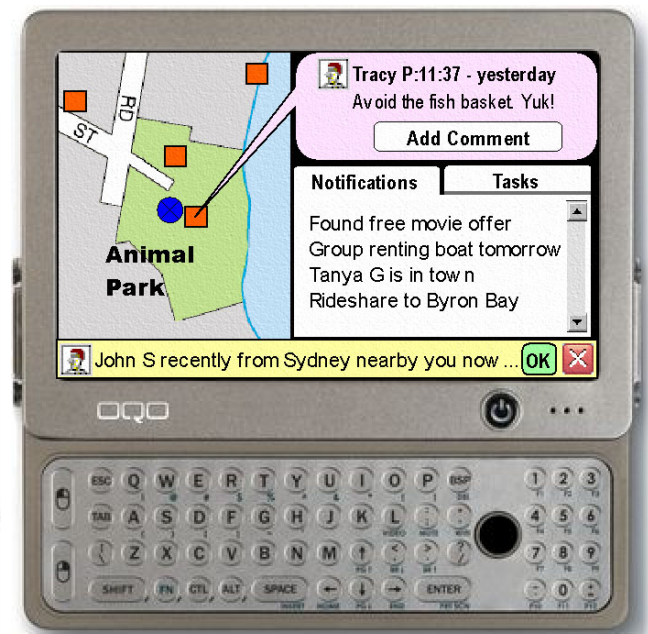 Tracy P:11:37 - yesterday
Avoid the fish basket. Yuk!
Add Comment
RD
ST
Animal
Park
Notifications
Tasks
Found free movie offer
Group renting boat tomorrow
Tanya G is in town
Rideshare to Byron Bay
John S recently from Sydney nearby you now ... OK
OQO
ESC Q W E R T Y U I O P BSP 1 2 3
TAB A S D F G H J K L 4 5 6
Z X C V B N M 7 8 9
SHIFT FN CTL ALT SPACE ENTER 0